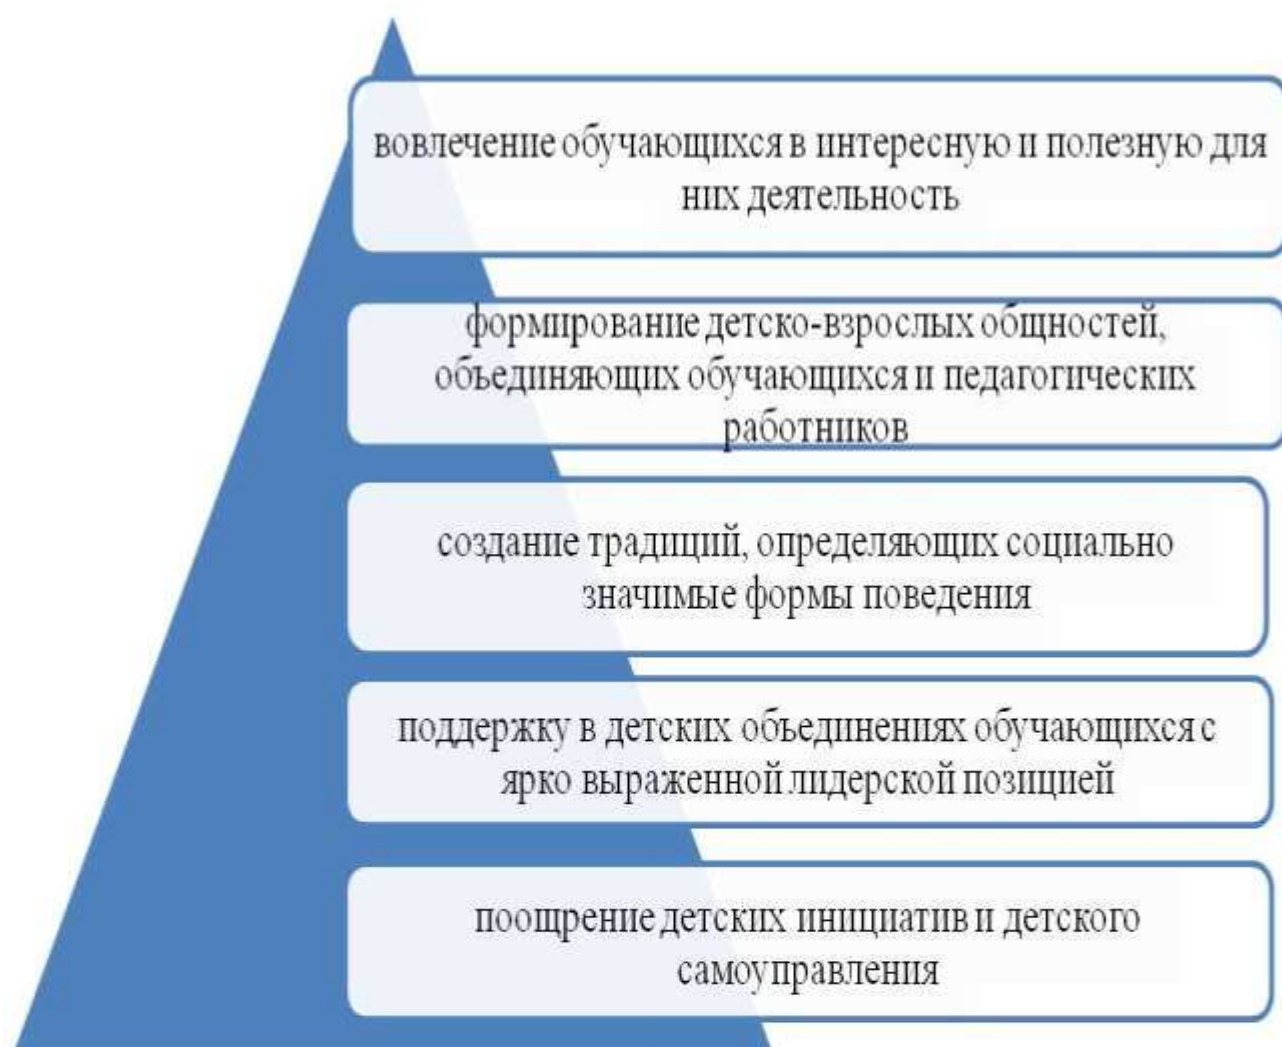 вовлечение обучающихся в интересную и полезную для
них деятельность
формирование детско-взрослых общностей,
объединяющих обучающихся и педагогических
работников
создание традиций, определяющих социально
значимые формы поведения
поддержку в детских объединениях обучающихся с
ярко выраженной лидерской позицией
поощрение детских инициатив и детского
самоуправления